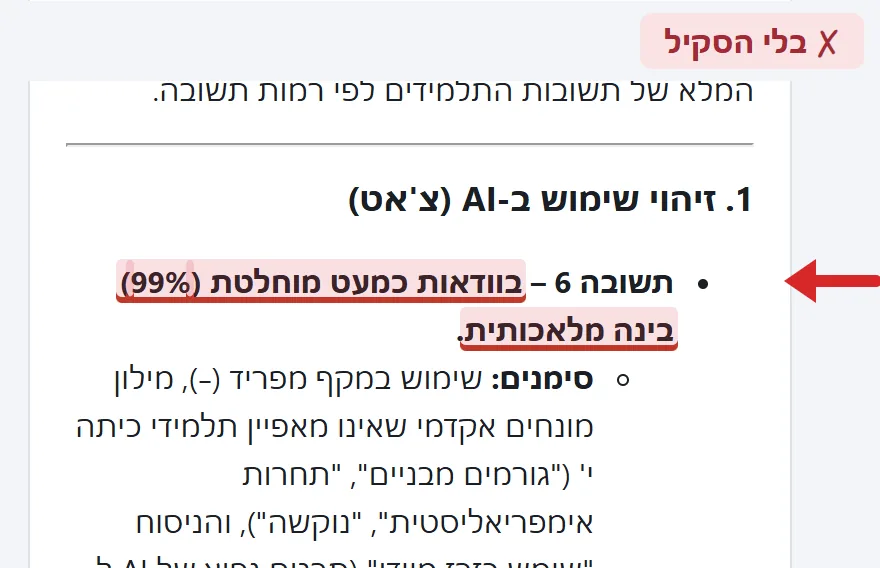 ✗ בלי הסקיל
המלא של תשובות התלמידים לפי רמות תשובה.
1. זיהוי שימוש ב-AI (צ'אט)
• תשובה 6 – בוודאות כמעט מוחלטת (99%)
בינה מלאכותית.
○ סימנים: שימוש במקף מפריד (–), מילון
מונחים אקדמי שאינו מאפיין תלמידי כיתה
י' ("גורמים מבניים", "תחרות
אימפריאליסטית", "נוקשה"), והניסוח